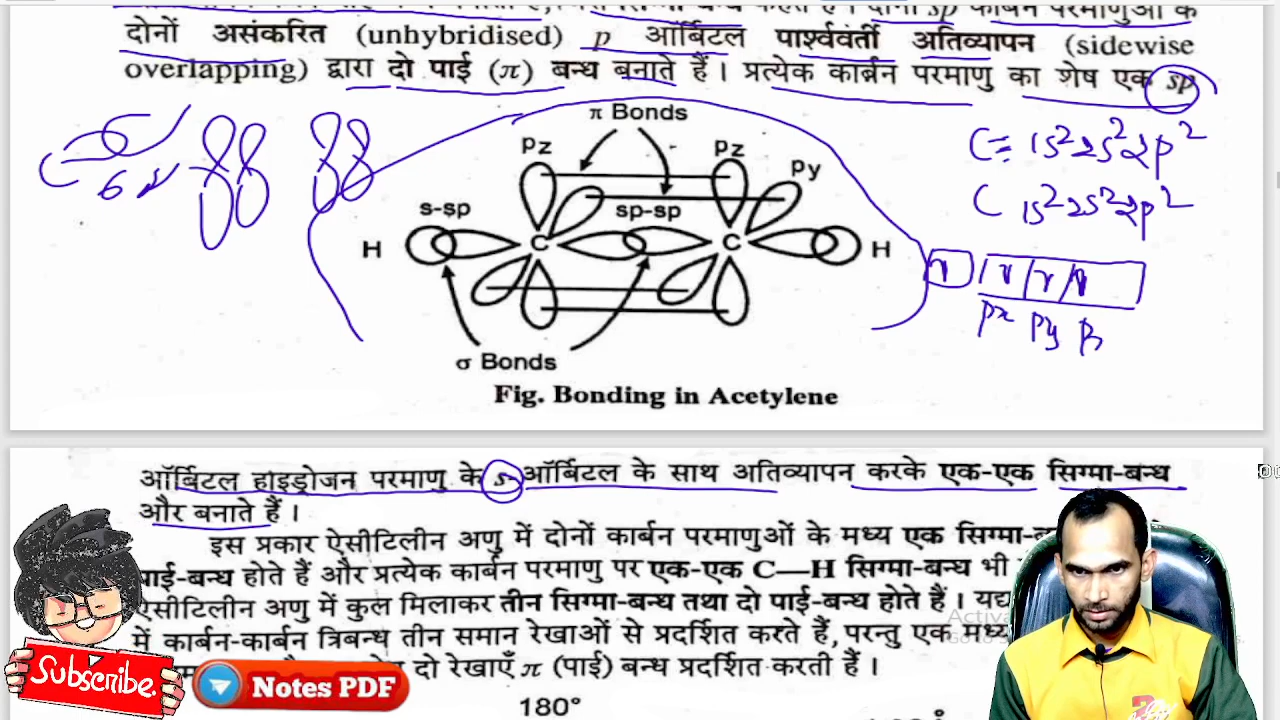 दोनों sp कार्बन परमाणुओं के
दोनों असंकरित (unhybridised) p ऑर्बिटल पार्श्ववर्ती अतिव्यापन (sidewise
overlapping) द्वारा दो पाई (π) बन्ध बनाते हैं। प्रत्येक कार्बन परमाणु का शेष एक sp
π Bonds
pz pz
py
s-sp sp-sp
H C C H
σ Bonds
Fig. Bonding in Acetylene
C= 1s² 2s² 2p²
C 1s² 2s² 2p²
px py pz
ऑर्बिटल हाइड्रोजन परमाणु के s- ऑर्बिटल के साथ अतिव्यापन करके एक-एक सिग्मा-बन्ध
और बनाते हैं।
इस प्रकार ऐसीटिलीन अणु में दोनों कार्बन परमाणुओं के मध्य एक सिग्मा-
पाई-बन्ध होते हैं और प्रत्येक कार्बन परमाणु पर एक-एक C—H सिग्मा-बन्ध भी
ऐसीटिलीन अणु में कुल मिलाकर तीन सिग्मा-बन्ध तथा दो पाई-बन्ध होते हैं।
में कार्बन-कार्बन त्रिबन्ध तीन समान रेखाओं से प्रदर्शित करते हैं, परन्तु एक
दो रेखाएँ π (पाई) बन्ध प्रदर्शित करती हैं।
180°
Subscribe.
Notes PDF